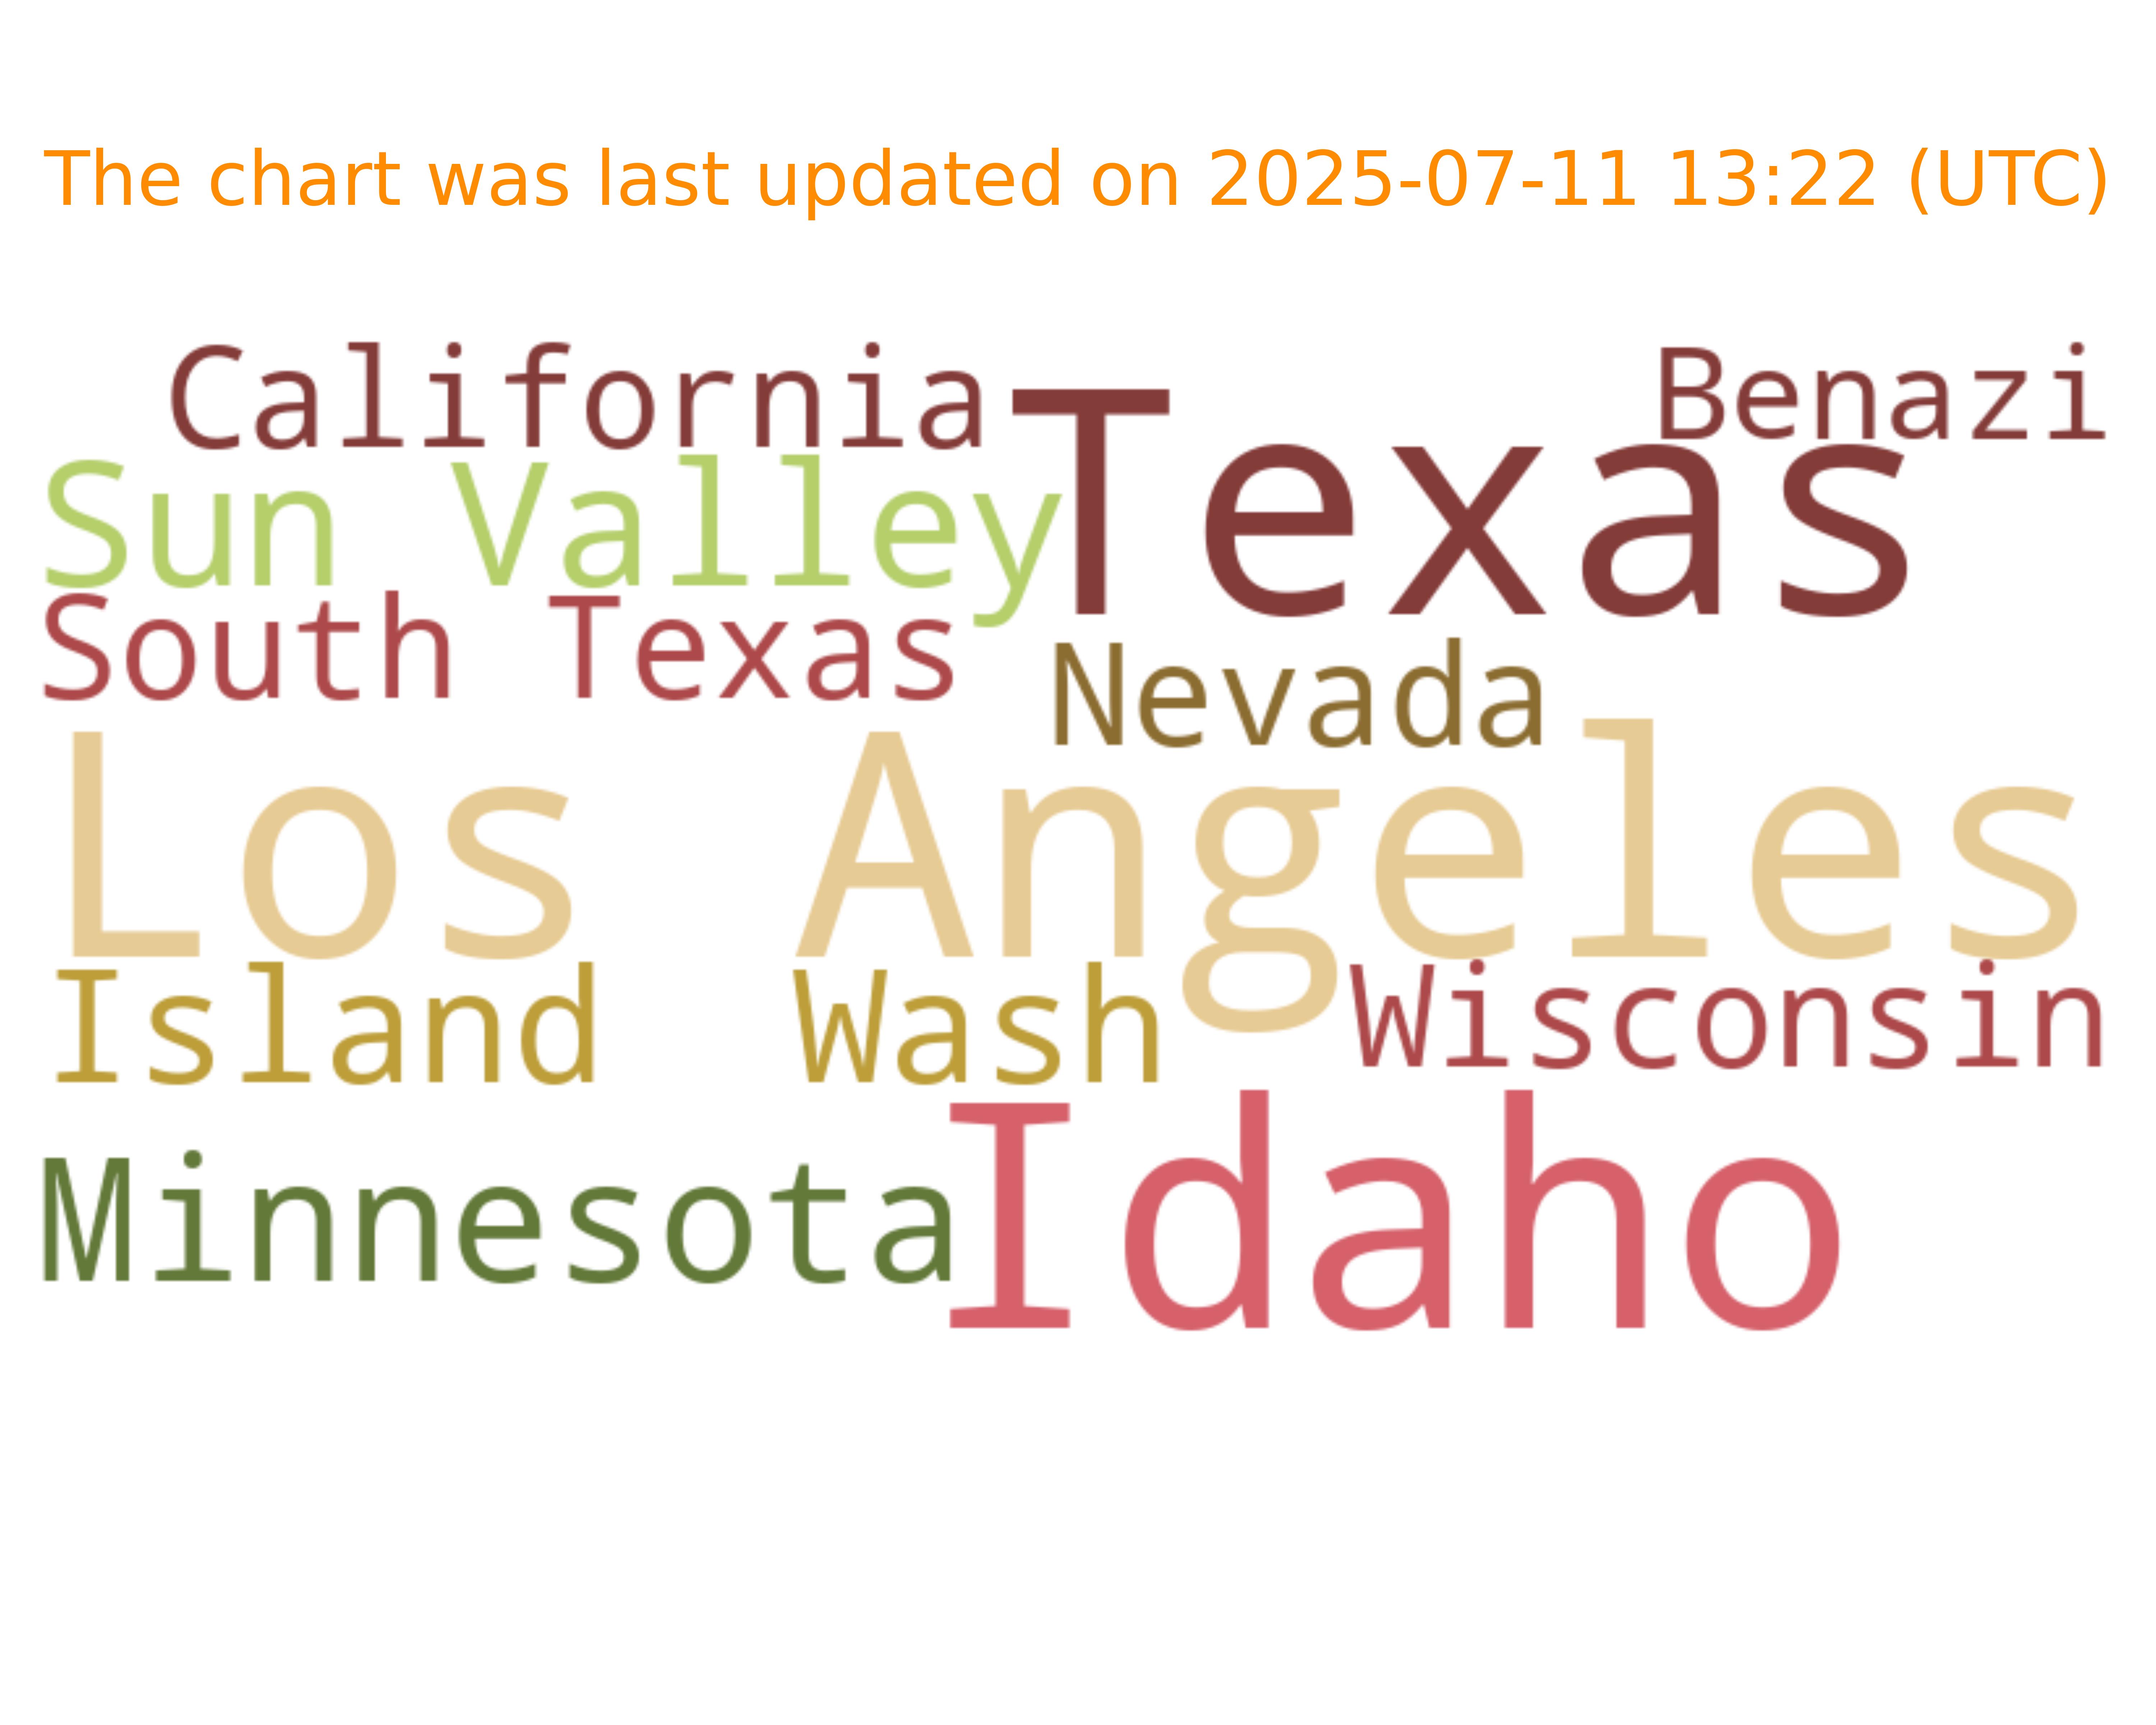 The chart was last updated on 2025-07-11 13:22 (UTC)
California
Benazi
Texas
Sun Valley
South Texas
Nevada
Los Angeles
Island Wash
Wisconsin
Minnesota
Idaho